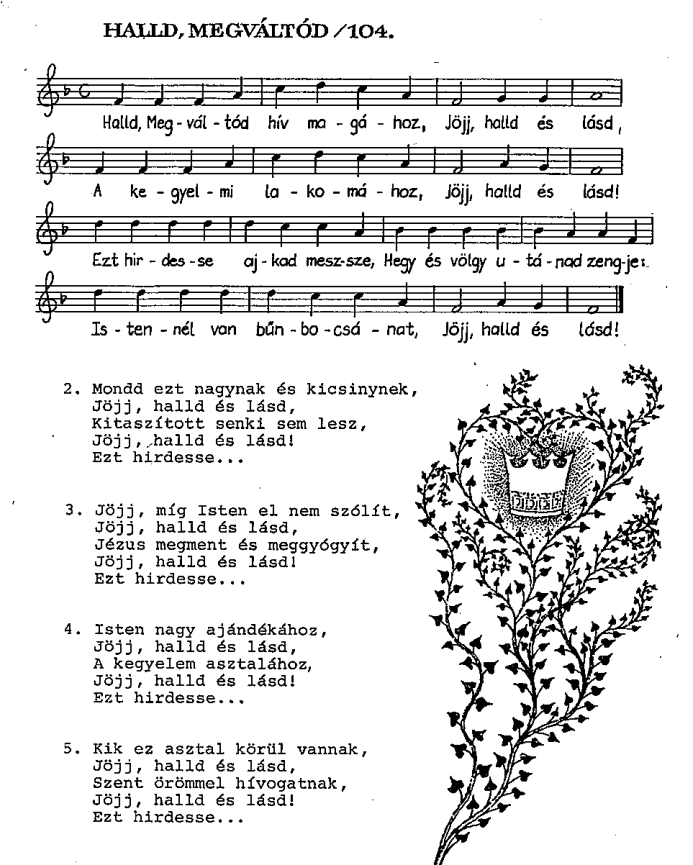 HALLD, MEGVÁLTÓD /104.
Halld, Meg-vál-tód hív ma-gá-hoz, Jöjj, halld és lásd,
A ke-gyel-mi la-ko-má-hoz, Jöjj, halld és lásd!
Ezt hir-des-se aj-kad mesz-sze, Hegy és völgy u-tá-nad zeng-je:
Is-ten-nél van bűn-bo-csá-nat, Jöjj, halld és lásd!
2. Mondd ezt nagynak és kicsinynek,
Jöjj, halld és lásd,
Kitaszított senki sem lesz,
Jöjj, halld és lásd!
Ezt hirdesse...
3. Jöjj, míg Isten el nem szólít,
Jöjj, halld és lásd,
Jézus megment és meggyógyít,
Jöjj, halld és lásd!
Ezt hirdesse...
4. Isten nagy ajándékához,
Jöjj, halld és lásd,
A kegyelem asztalához,
Jöjj, halld és lásd!
Ezt hirdesse...
5. Kik ez asztal körül vannak,
Jöjj, halld és lásd,
Szent örömmel hívogatnak,
Jöjj, halld és lásd!
Ezt hirdesse...